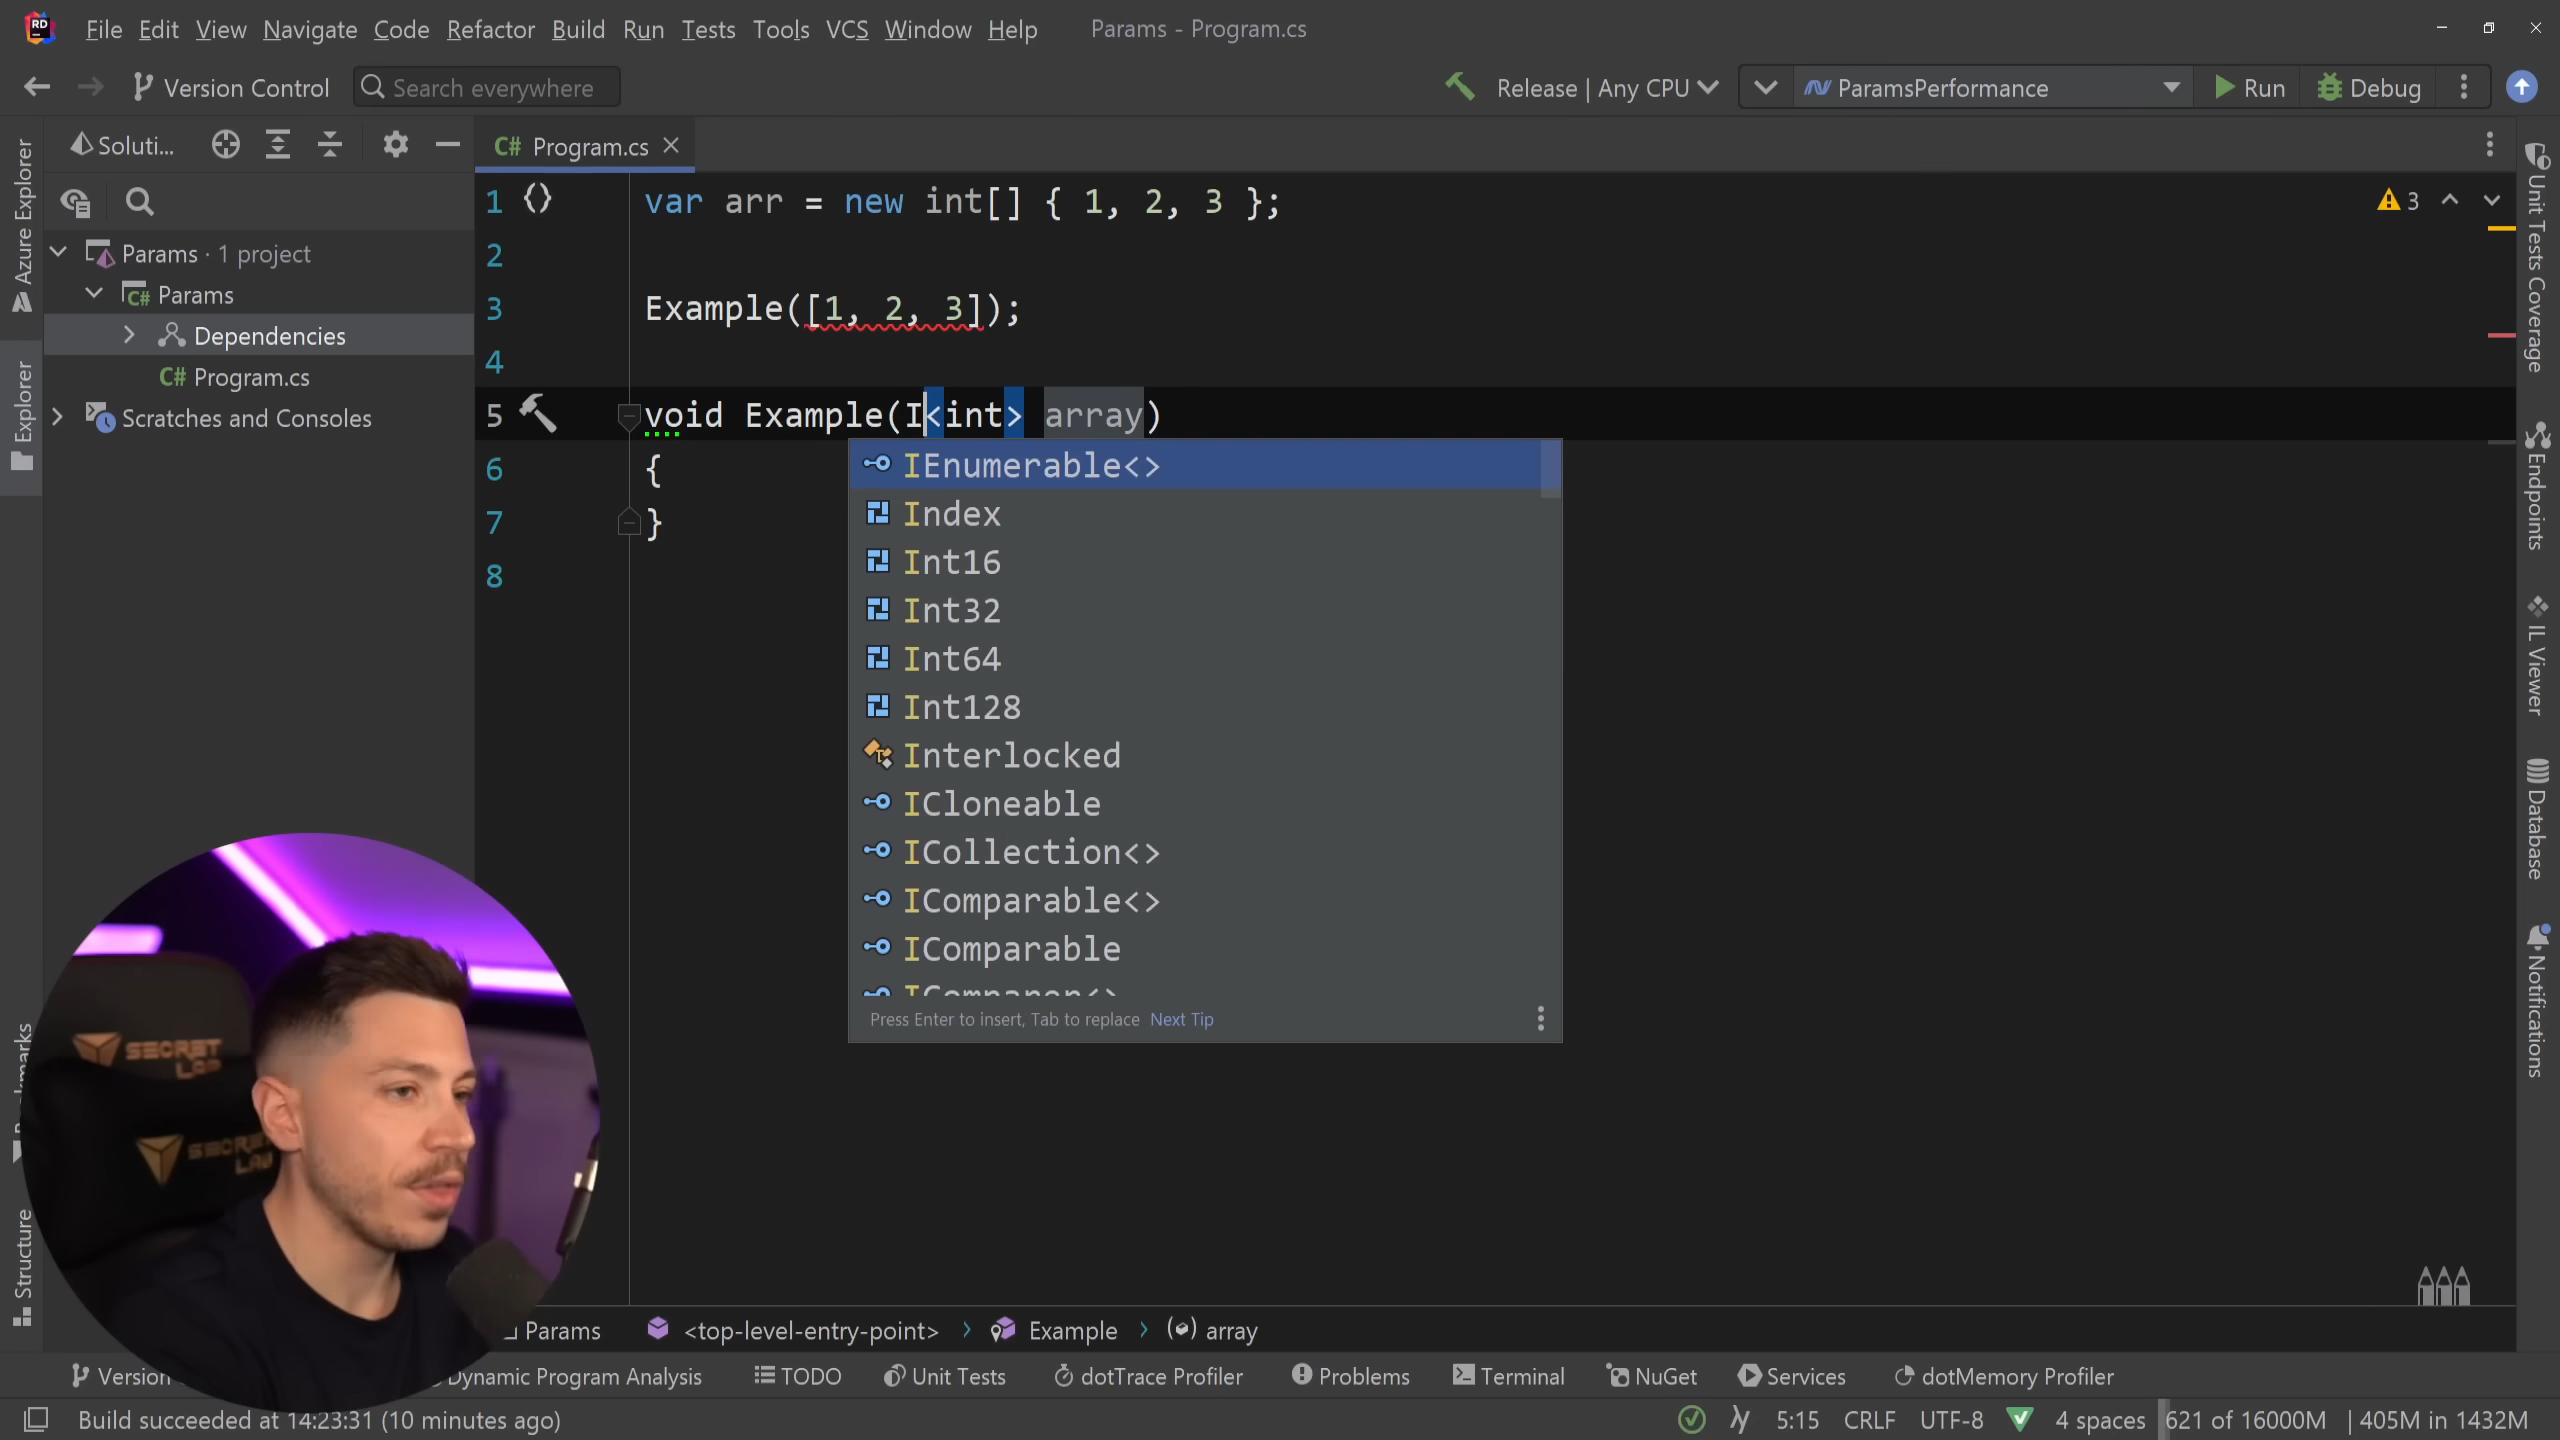 RD File Edit View Navigate Code Refactor Build Run Tests Tools VCS Window Help Params - Program.cs
Version Control Search everywhere Release | Any CPU ParamsPerformance Run Debug
Soluti... C# Program.cs
Azure Explorer
Explorer
Structure
Params · 1 project
C# Params
Dependencies
C# Program.cs
Scratches and Consoles
1 var arr = new int[] { 1, 2, 3 };
2
3 Example([1, 2, 3]);
4
5 void Example(I<int> array)
6 {
7 }
8
3
IEnumerable<>
Index
Int16
Int32
Int64
Int128
Interlocked
ICloneable
ICollection<>
IComparable<>
IComparable
IComparer<>
Press Enter to insert, Tab to replace Next Tip
Unit Tests Coverage
Endpoints
IL Viewer
Database
Notifications
SECRET
LAB
SECRET
LAB
Params <top-level-entry-point> Example array
Version Dynamic Program Analysis TODO Unit Tests dotTrace Profiler Problems Terminal NuGet Services dotMemory Profiler
Build succeeded at 14:23:31 (10 minutes ago) 5:15 CRLF UTF-8 4 spaces 621 of 16000M | 405M in 1432M